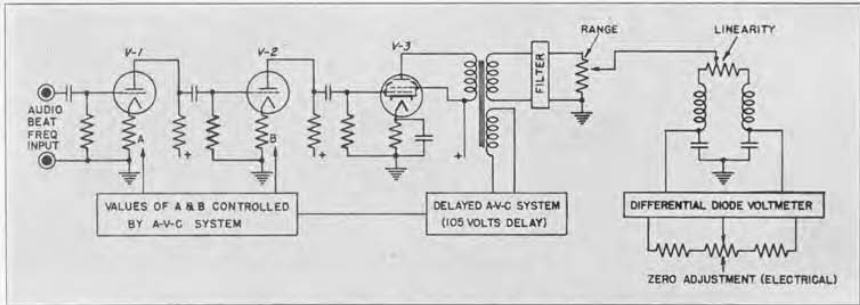 V-1
V-2
V-3
RANGE
LINEARITY
AUDIO
BEAT
FREQ
INPUT
A
B
+
+
+
FILTER
VALUES OF A & B CONTROLLED
BY A-V-C SYSTEM
DELAYED A-V-C SYSTEM
(105 VOLTS DELAY)
DIFFERENTIAL DIODE VOLTMETER
ZERO ADJUSTMENT (ELECTRICAL)